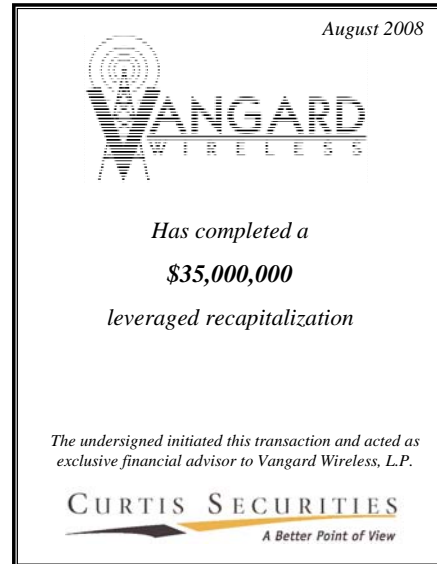 August 2008
VANGARD
WIRELESS
Has completed a
$35,000,000
leveraged recapitalization
The undersigned initiated this transaction and acted as
exclusive financial advisor to Vangard Wireless, L.P.
CURTIS SECURITIES
A Better Point of View